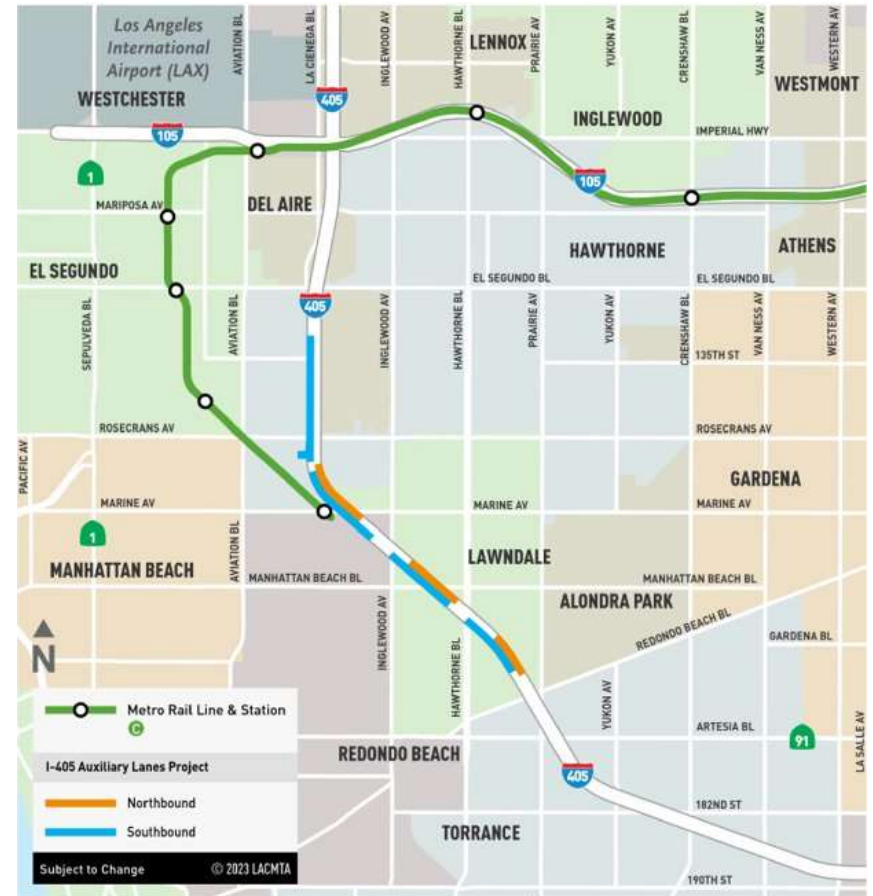 Los Angeles
International
Airport (LAX)
AVIATION BL
LA CIENEGA BL
INGLEWOOD AV
HAWTHORNE BL
LENNOX
PRAIRIE AV
YUKON AV
CRENSHAW BL
VAN NESS AV
WESTERN AV
WESTMONT
WESTCHESTER
405
INGLEWOOD
105
IMPERIAL HWY
1
105
MARIPOSA AV
DEL AIRE
HAWTHORNE
ATHENS
EL SEGUNDO
EL SEGUNDO BL
EL SEGUNDO BL
405
SEPULVEDA BL
AVIATION BL
INGLEWOOD AV
HAWTHORNE BL
PRAIRIE AV
YUKON AV
CRENSHAW BL
VAN NESS AV
WESTERN AV
135TH ST
ROSECRANS AV
ROSECRANS AV
PACIFIC AV
GARDENA
MARINE AV
MARINE AV
MARINE AV
1
AVIATION BL
LAWNDALE
MANHATTAN BEACH
MANHATTAN BEACH BL
MANHATTAN BEACH BL
ALONDRA PARK
REDONDO BEACH BL
GARDENA BL
N
INGLEWOOD AV
HAWTHORNE BL
YUKON AV
ARTESIA BL
91
LA SALLE AV
REDONDO BEACH
405
182ND ST
TORRANCE
190TH ST
Metro Rail Line & Station
C
I-405 Auxiliary Lanes Project
Northbound
Southbound
Subject to Change
© 2023 LACMTA